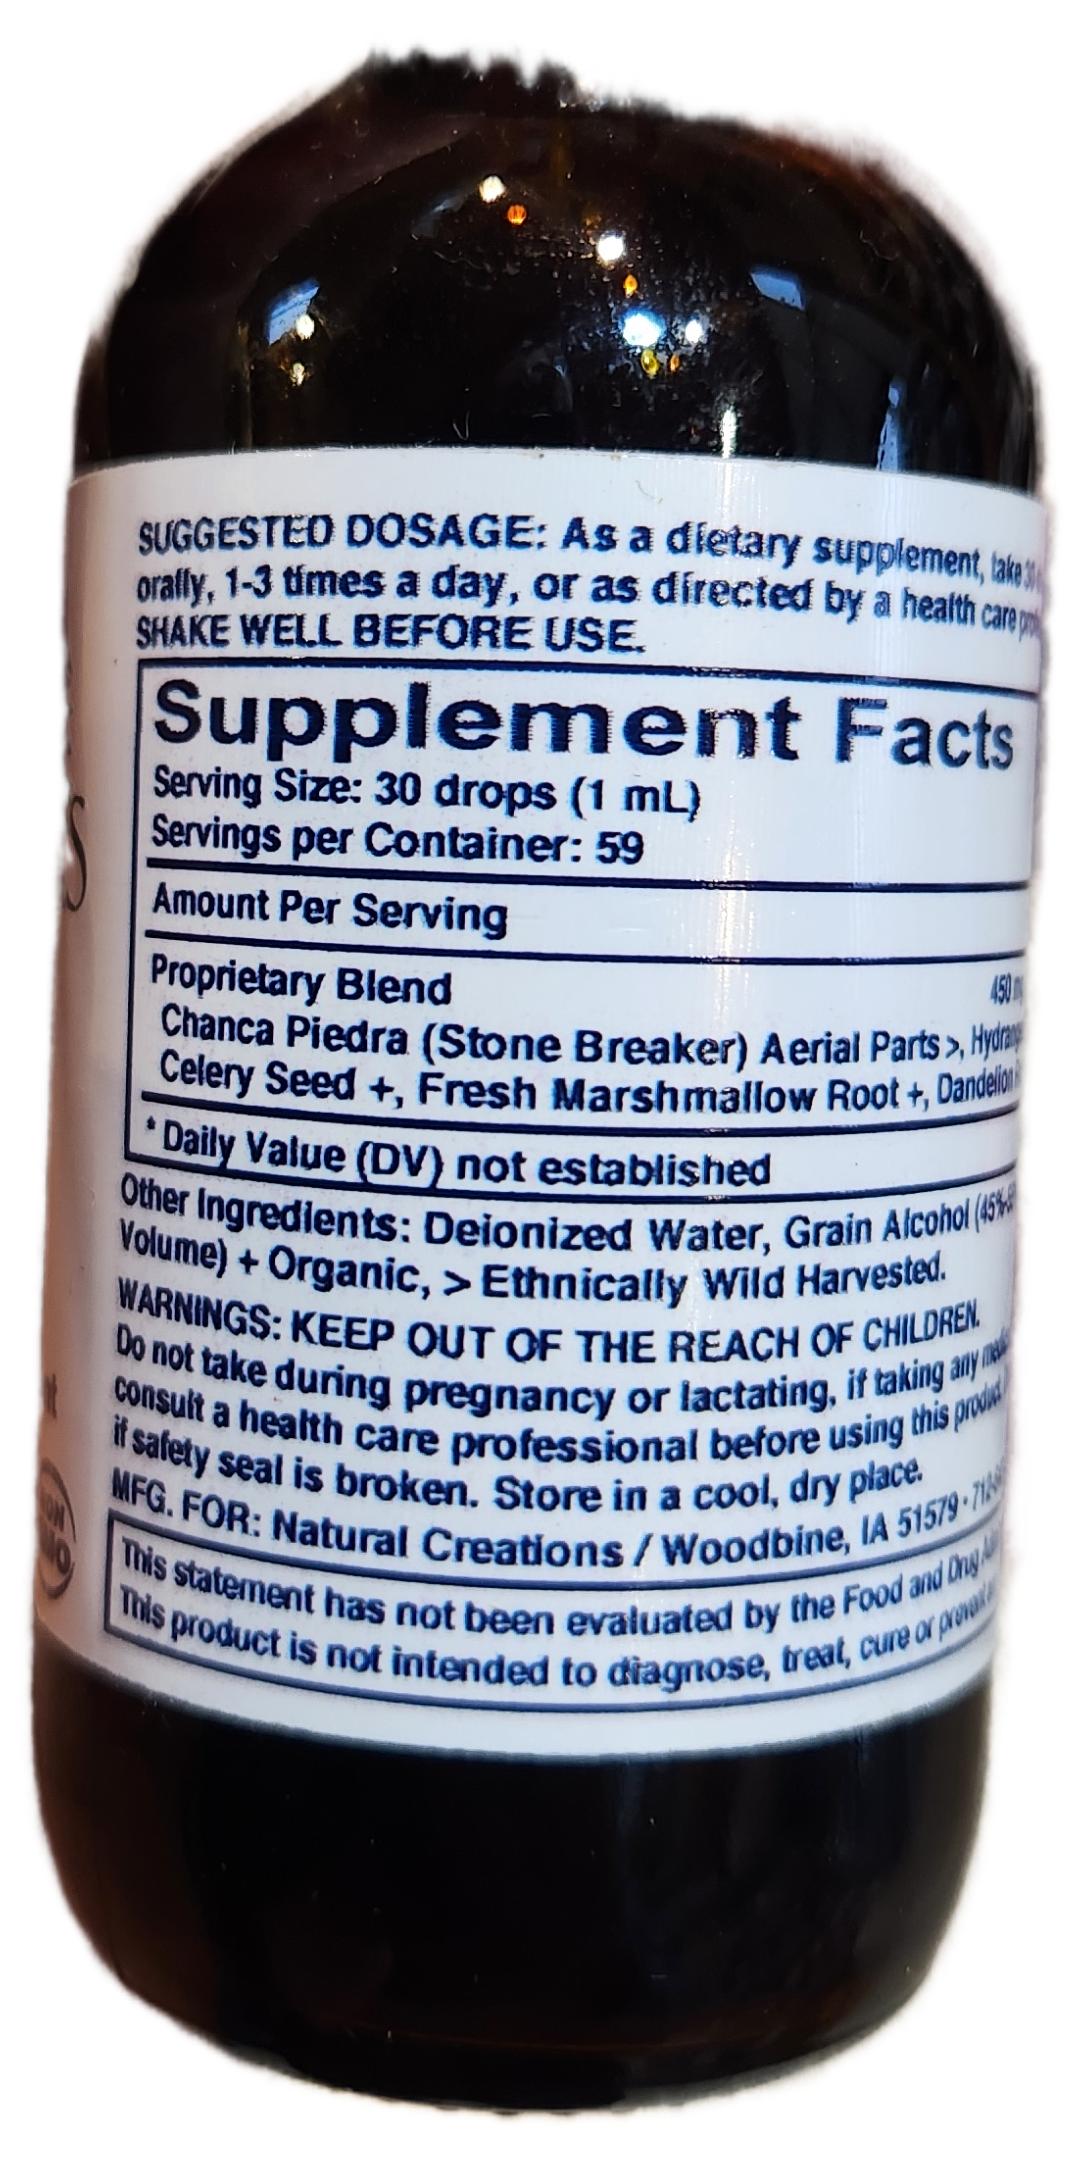 SUGGESTED DOSAGE: As a dietary supplement, take 30
orally, 1-3 times a day, or as directed by a health care
SHAKE WELL BEFORE USE.
Supplement Facts
Serving Size: 30 drops (1 mL)
Servings per Container: 59
Amount Per Serving
Proprietary Blend 450
Chanca Piedra (Stone Breaker) Aerial Parts >,
Celery Seed +, Fresh Marshmallow Root +, Dandelion
* Daily Value (DV) not established
Other Ingredients: Deionized Water, Grain Alcohol
Volume) + Organic, > Ethnically Wild Harvested.
WARNINGS: KEEP OUT OF THE REACH OF CHILDREN.
Do not take during pregnancy or lactating, if taking any
consult a health care professional before using this product.
if safety seal is broken. Store in a cool, dry place.
MFG. FOR: Natural Creations / Woodbine, IA 51579 •
This statement has not been evaluated by the Food and Drug
This product is not intended to diagnose, treat, cure or prevent